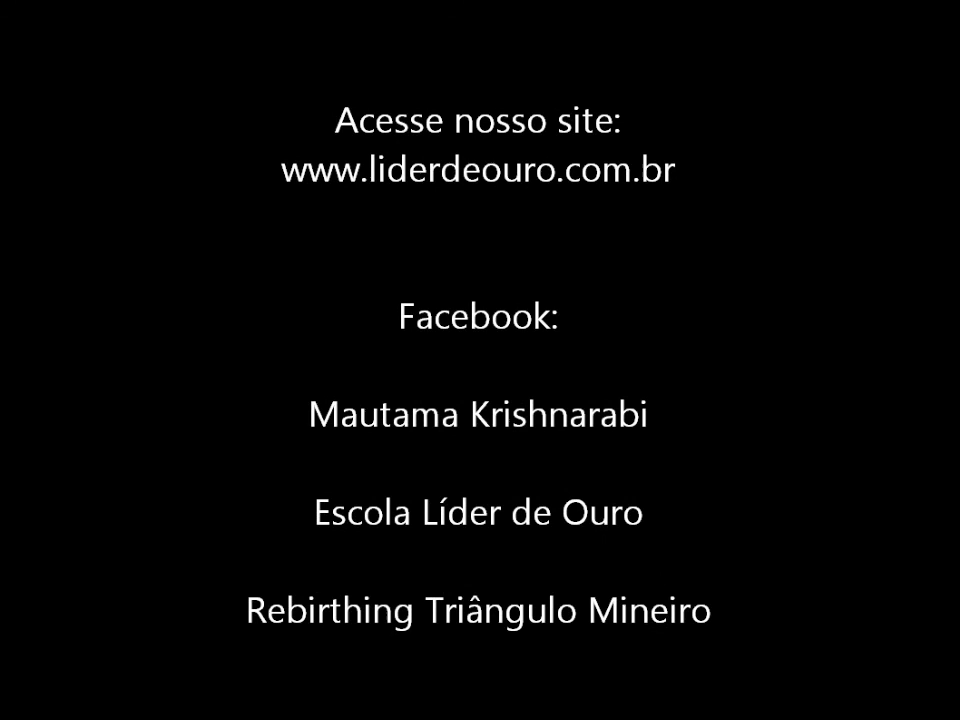 Acesse nosso site:
www.liderdeouro.com.br
Facebook:
Mautama Krishnarabi
Escola Líder de Ouro
Rebirthing Triângulo Mineiro